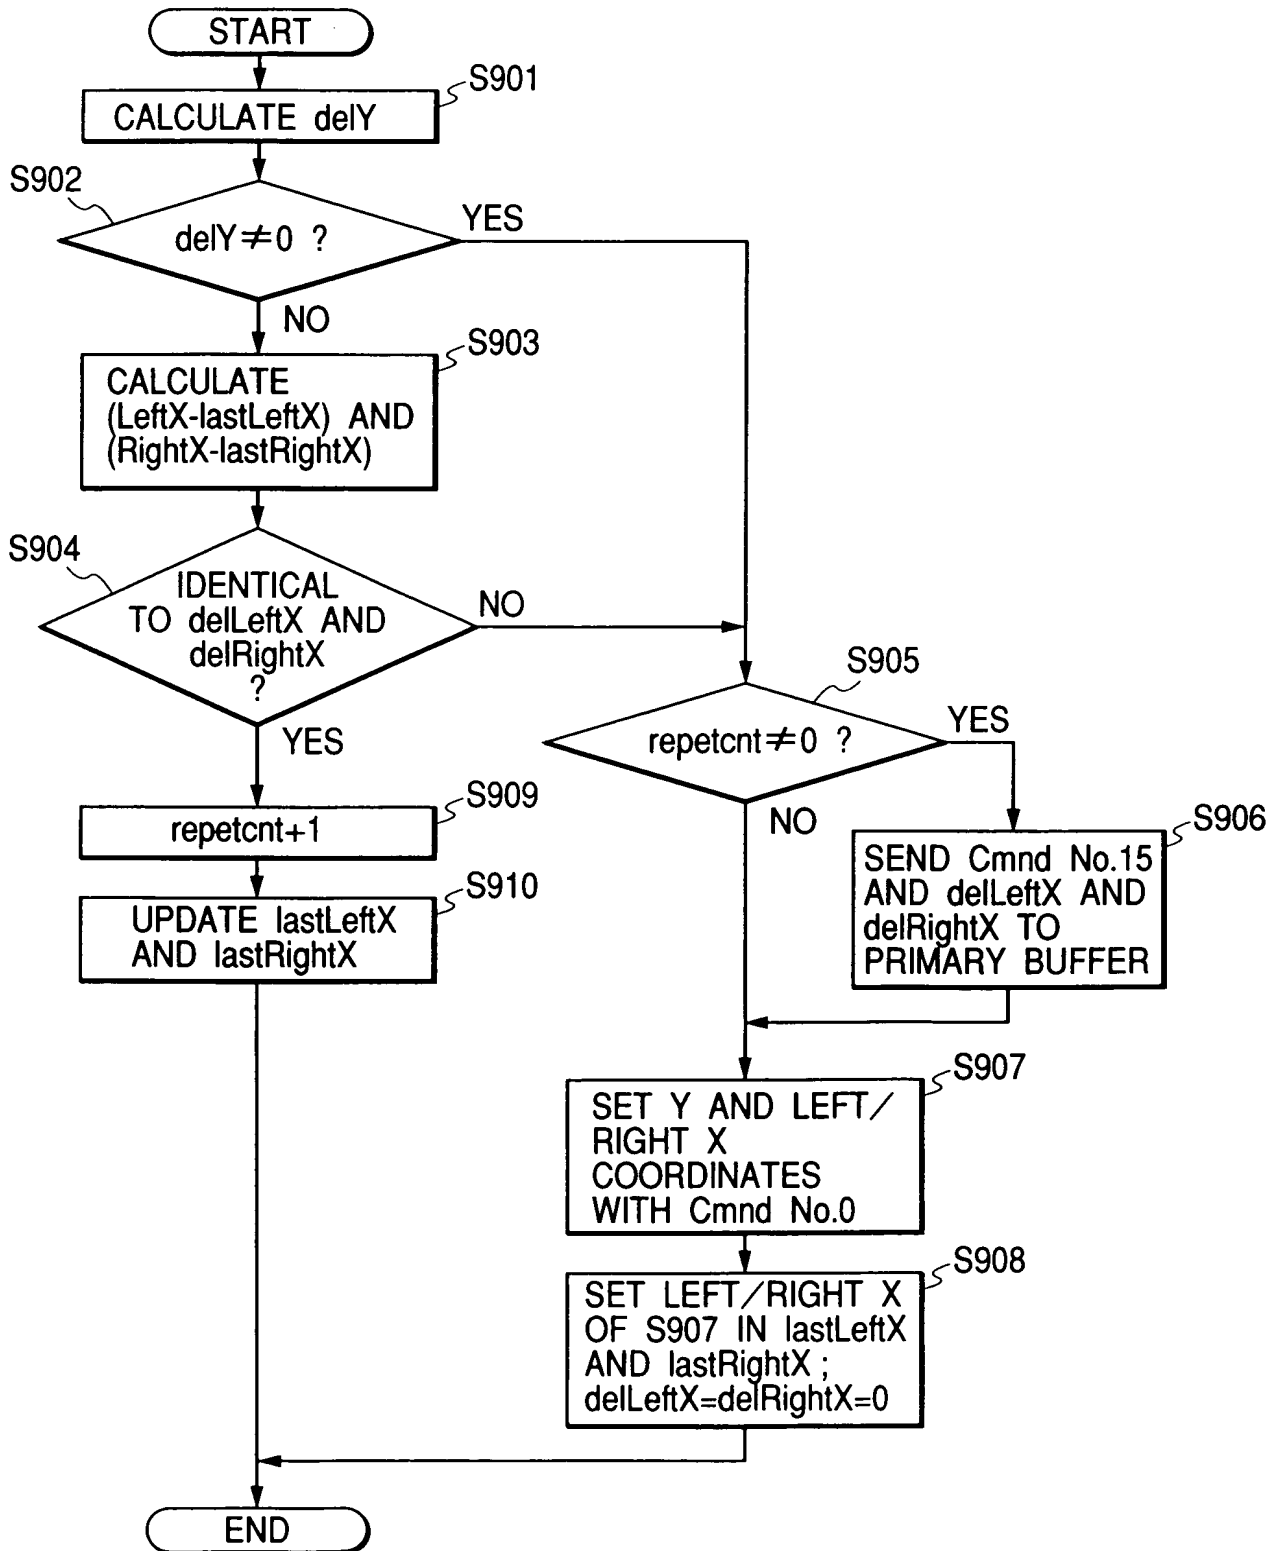 START
S901
CALCULATE delY
S902
delY≠0 ?
YES
NO
S903
CALCULATE
(LeftX-lastLeftX) AND
(RightX-lastRightX)
S904
IDENTICAL
TO delLeftX AND
delRightX
?
NO
YES
S905
repetcnt≠0 ?
YES
NO
S906
SEND Cmnd No.15
AND delLeftX AND
delRightX TO
PRIMARY BUFFER
S909
repetcnt+1
S910
UPDATE lastLeftX
AND lastRightX
S907
SET Y AND LEFT/
RIGHT X
COORDINATES
WITH Cmnd No.0
S908
SET LEFT/RIGHT X
OF S907 IN lastLeftX
AND lastRightX ;
delLeftX=delRightX=0
END